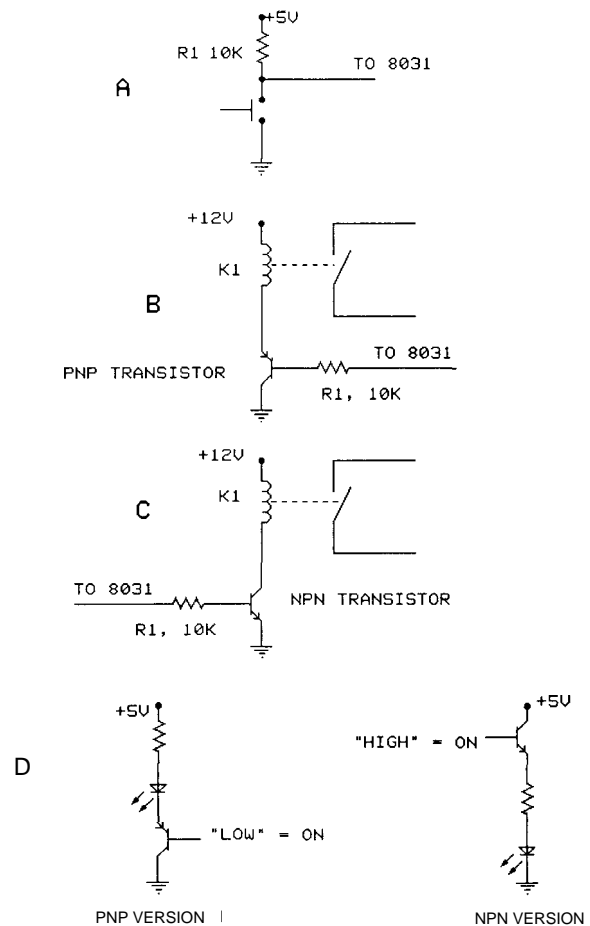 +5V
R1 10K
TO 8031
A
+12V
K1
B
TO 8031
PNP TRANSISTOR
R1, 10K
+12V
K1
C
TO 8031
NPN TRANSISTOR
R1, 10K
+5V
+5V
"HIGH" = ON
D
"LOW" = ON
PNP VERSION
NPN VERSION